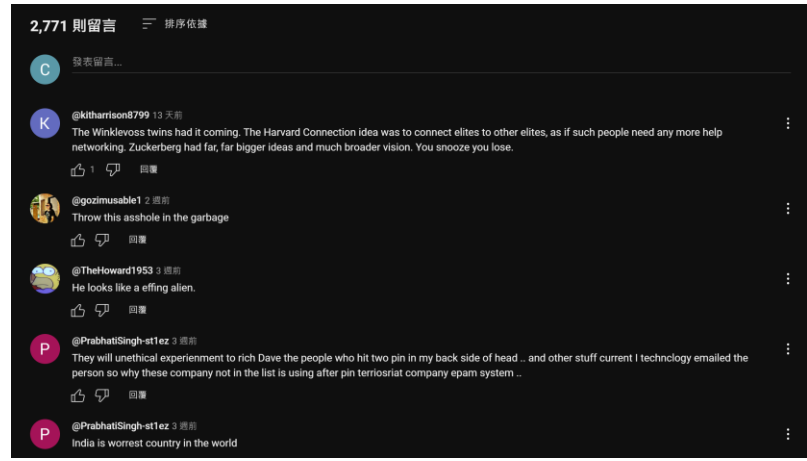 2,771 則留言 排序依據
C
發表留言...
K
@kitharrison8799 13 天前
The Winklevoss twins had it coming. The Harvard Connection idea was to connect elites to other elites, as if such people need any more help
networking. Zuckerberg had far, far bigger ideas and much broader vision. You snooze you lose.
1 回覆
@gozimusable1 2 週前
Throw this asshole in the garbage
回覆
@TheHoward1953 3 週前
He looks like a effing alien.
回覆
P
@PrabhatiSingh-st1ez 3 週前
They will unethical experienment to rich Dave the people who hit two pin in my back side of head .. and other stuff current I technclogy emailed the
person so why these company not in the list is using after pin terriosriat company epam system ..
回覆
P
@PrabhatiSingh-st1ez 3 週前
India is worrest country in the world